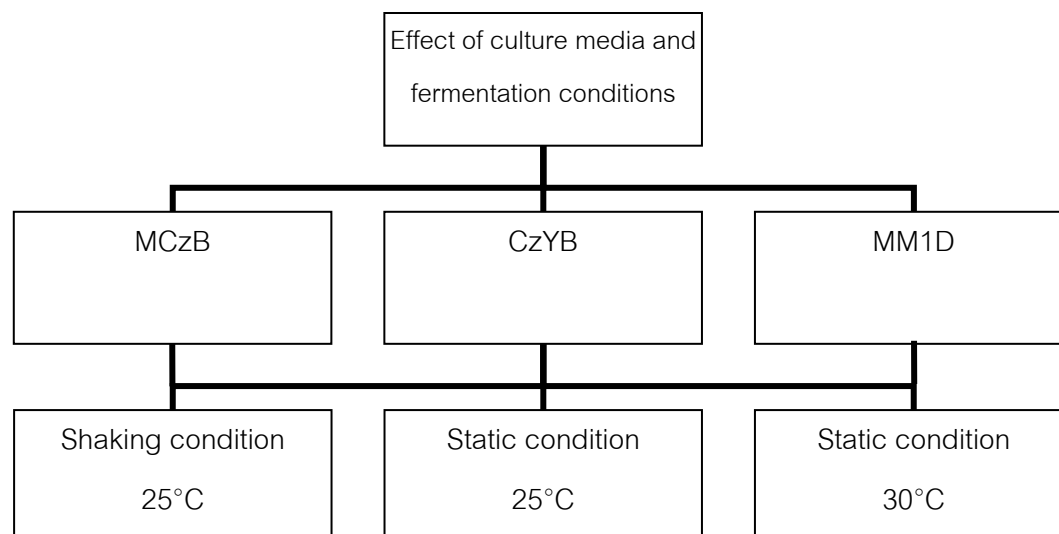 Effect of culture media and
fermentation conditions
MCzB
CzYB
MM1D
Shaking condition
25°C
Static condition
25°C
Static condition
30°C